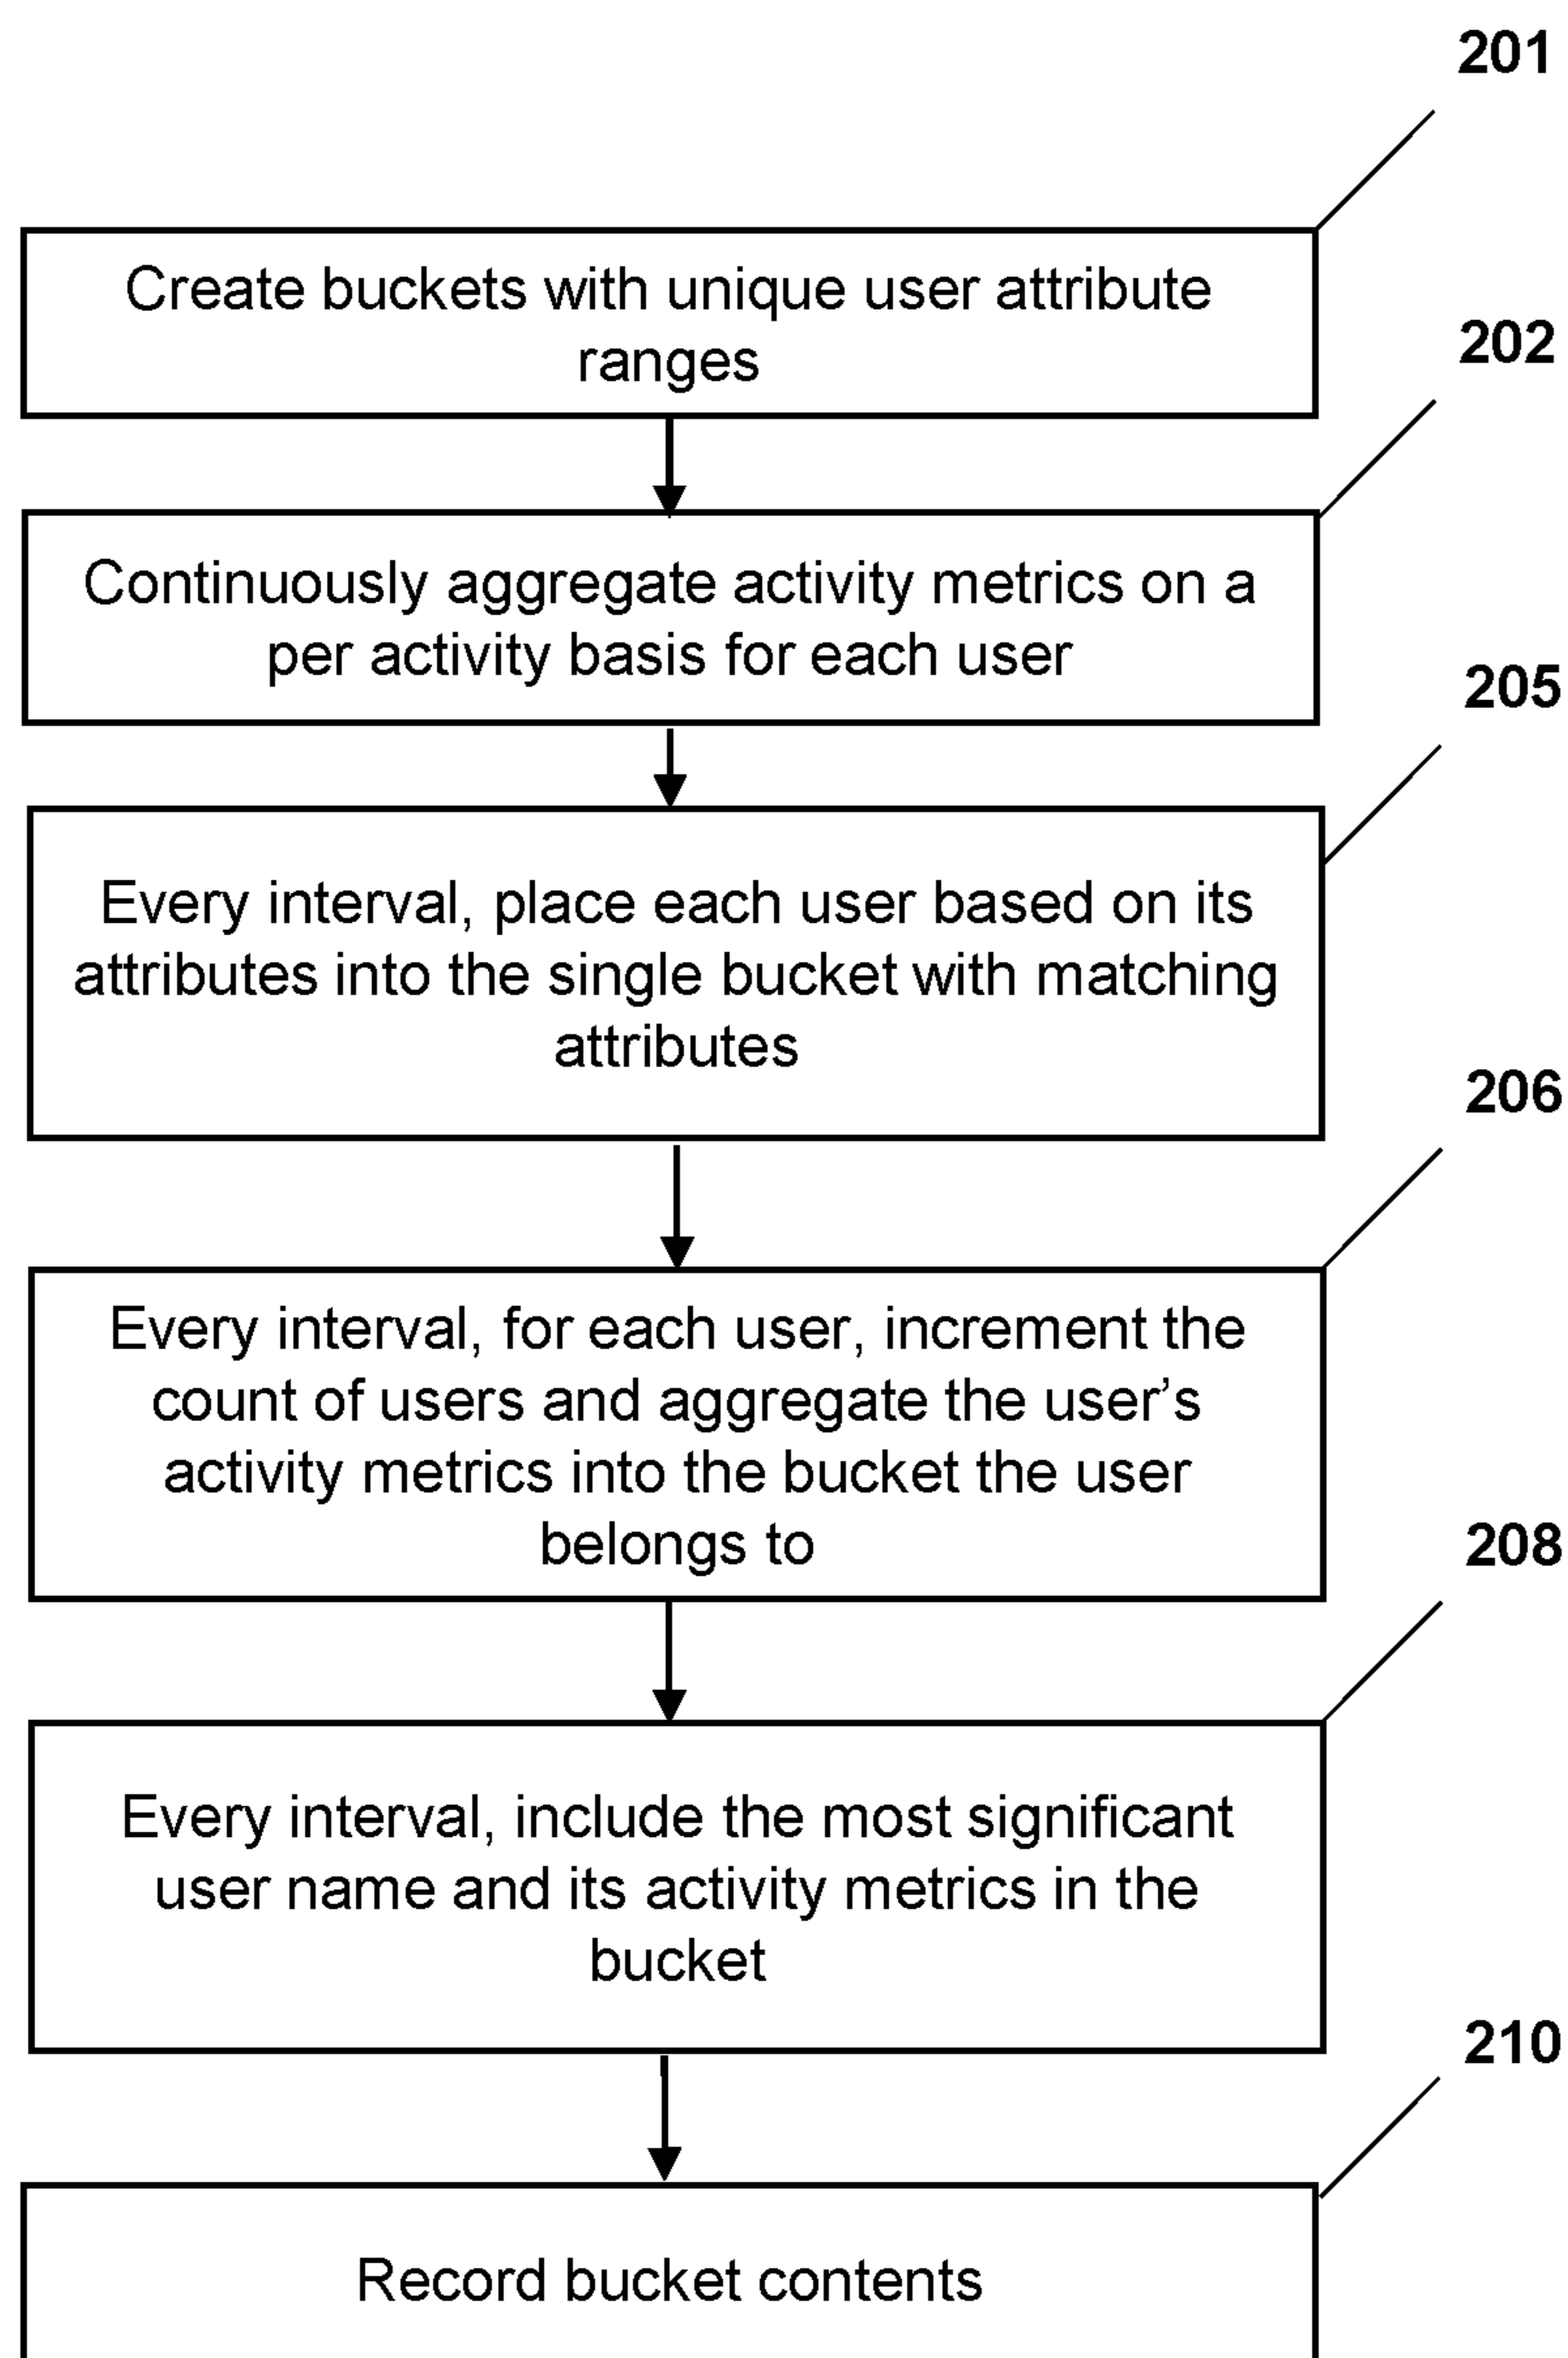 201
Create buckets with unique user attribute
ranges
202
Continuously aggregate activity metrics on a
per activity basis for each user
205
Every interval, place each user based on its
attributes into the single bucket with matching
attributes
206
Every interval, for each user, increment the
count of users and aggregate the user’s
activity metrics into the bucket the user
belongs to
208
Every interval, include the most significant
user name and its activity metrics in the
bucket
210
Record bucket contents